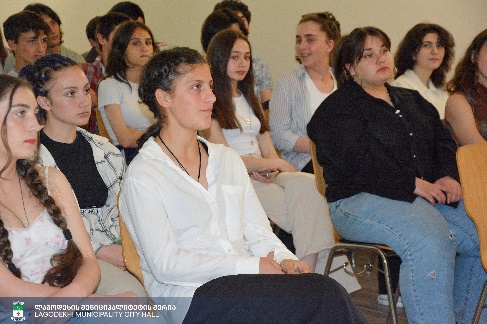 ᲚᲐᲒᲝᲓᲔᲮᲘᲡ ᲛᲣᲜᲘᲪᲘᲞᲐᲚᲘᲢᲔᲢᲘᲡ ᲛᲔᲠᲘᲐ
LAGODEKHI MUNICIPALITY CITY HALL